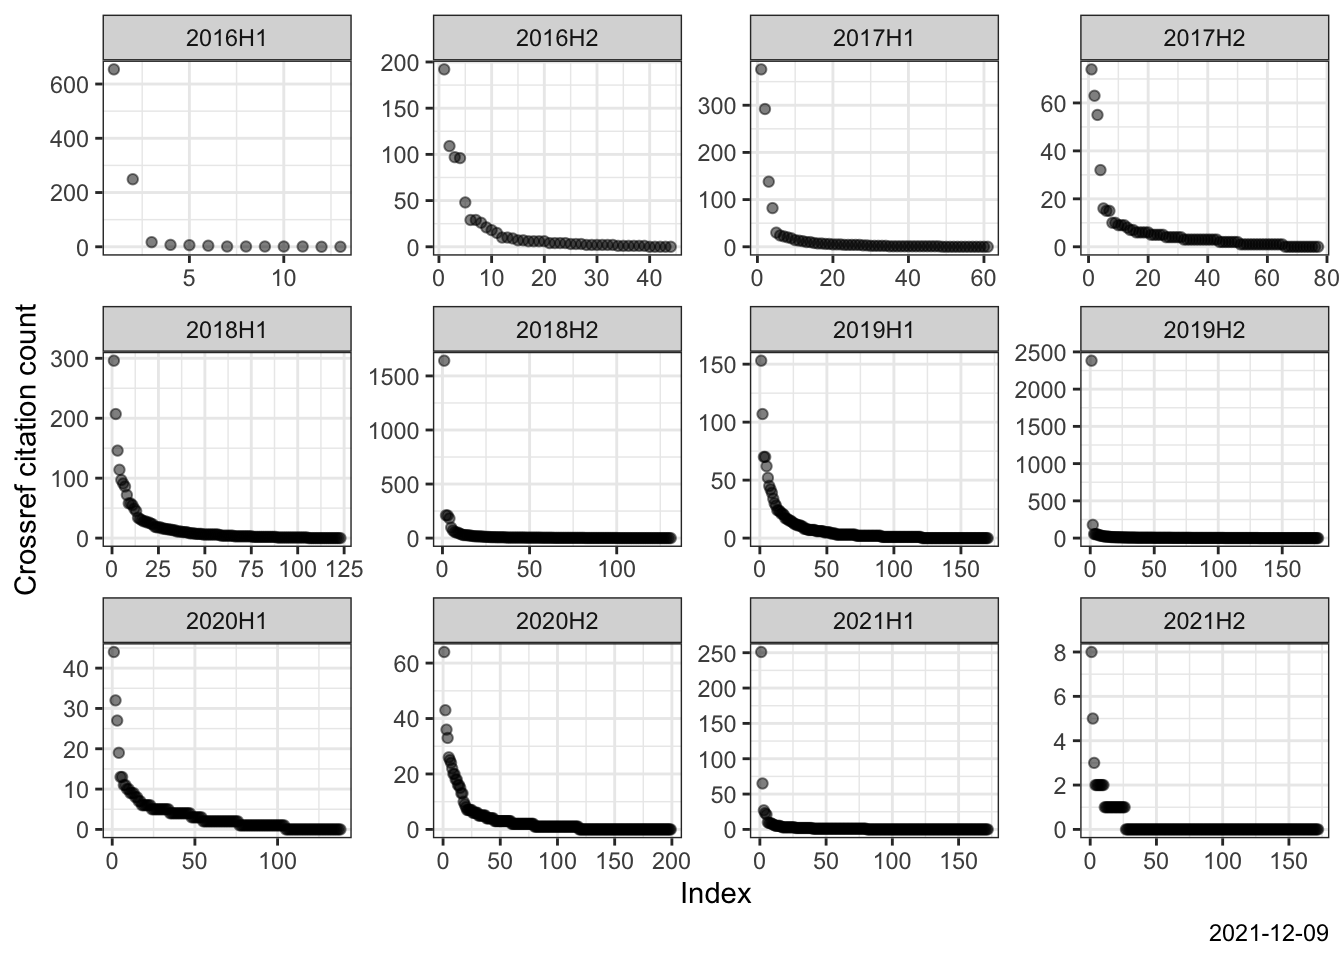 2016H1 2016H2 2017H1 2017H2
600 400 200 0
200 150 100 50 0
300 200 100 0
60 40 20 0
5 10
0 10 20 30 40
0 20 40 60
0 20 40 60 80
2018H1 2018H2 2019H1 2019H2
300 200 100 0
1500 1000 500 0
150 100 50 0
2500 2000 1500 1000 500 0
0 25 50 75 100 125
0 50 100
0 50 100 150
0 50 100 150
2020H1 2020H2 2021H1 2021H2
40 30 20 10 0
60 40 20 0
250 200 150 100 50 0
8 6 4 2 0
0 50 100
0 50 100 150 200
0 50 100 150
0 50 100 150
Crossref citation count
Index
2021-12-09